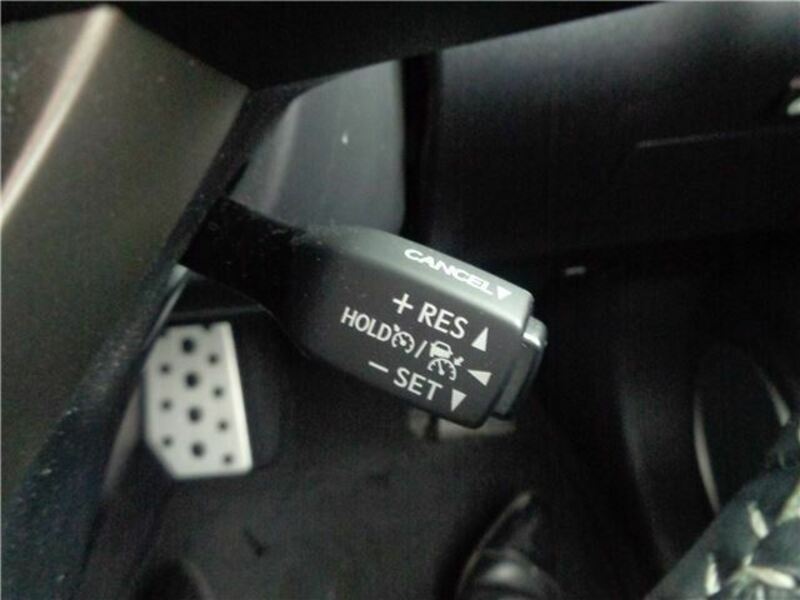 CANCEL
+ RES
HOLD /
- SET